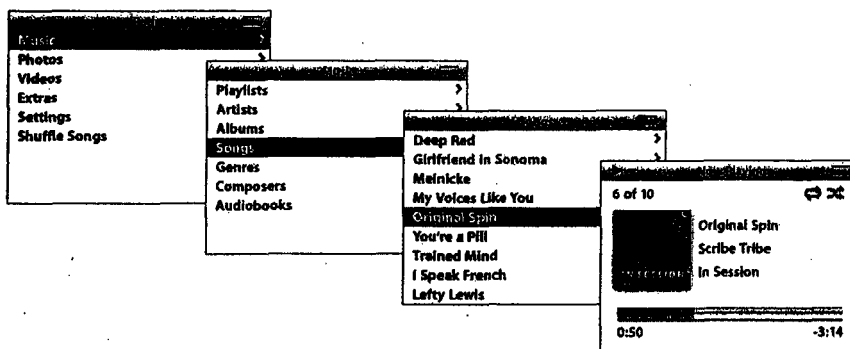 Music
Photos
Videos
Extras
Settings
Shuffle Songs
Playlists
Artists
Albums
Songs
Genres
Composers
Audiobooks
Deep Red
Girlfriend in Sonoma
Meinicke
My Voices Like You
Original Spin
You're a Pill
Trained Mind
I Speak French
Lefty Lewis
6 of 10
Original Spin
Scribe Tribe
In Session
0:50
-3:14